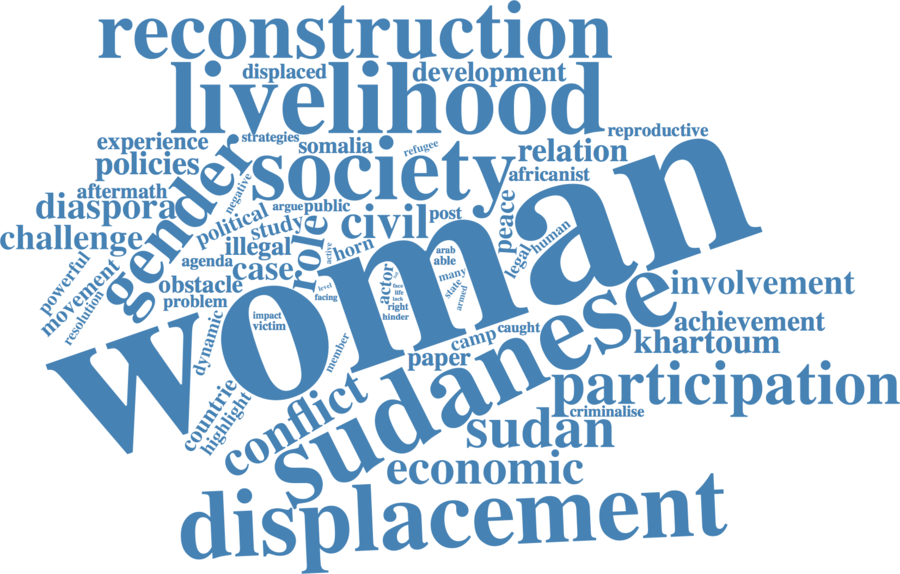 reconstruction
displaced
development
livelihood
strategies
reproductive
experience
somalia
refugee
relation
policies
gender
society
africanist
aftermath
negative
diaspora
argue
public
political
role
civil
post
peace
woman
challenge
study
illegal
horn
active
human
legal
agenda
case
arab
able
powerful
movement
resolution
obstacle
problem
level
facing
actor
face
life
lack
right
hinder
many
state
armed
involvement
impact
victim
dynamic
member
sudanese
achievement
camp
caught
khartoum
paper
countrie
highlight
conflict
participation
criminalise
sudan
economic
displacement